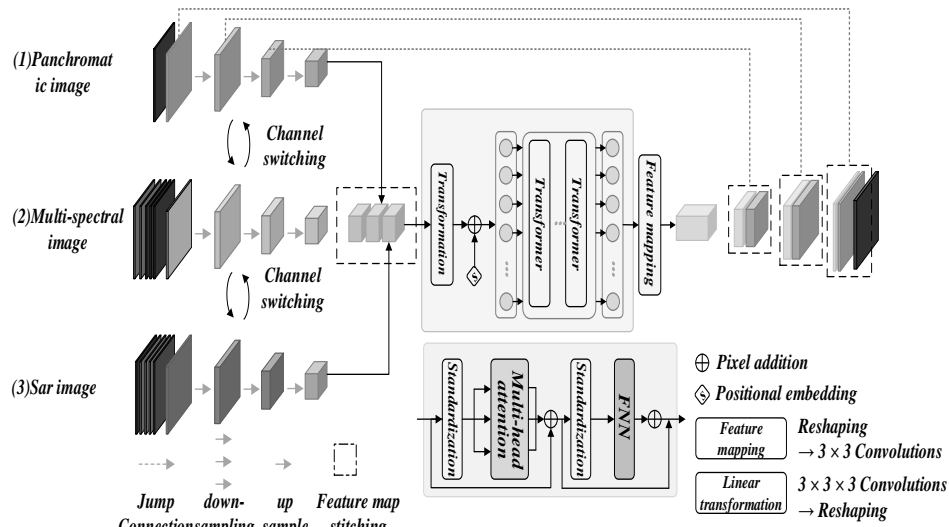 (1)Panchromat
ic image
Channel
switching
(2)Multi-spectral
image
Channel
switching
(3)Sar image
Transformation
Transformer
Transformer
Feature mapping
Standardization
Multi-head
attention
Standardization
FNN
Pixel addition
Positional embedding
Feature
mapping
Reshaping
→ 3 × 3 Convolutions
Linear
transformation
3 × 3 × 3 Convolutions
→ Reshaping
Jump
Connection
down-
sampling
up
sample
Feature map
stitching